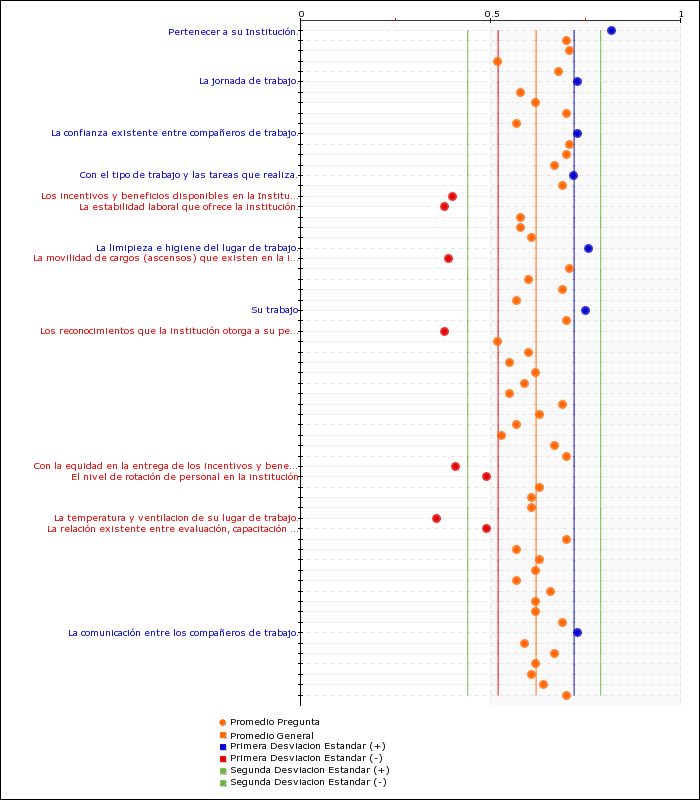 0 0.5 1
Pertenecer a su Institución.
La jornada de trabajo.
La confianza existente entre compañeros de trabajo.
Con el tipo de trabajo y las tareas que realiza.
Los incentivos y beneficios disponibles en la Institu...
La estabilidad laboral que ofrece la institución.
La limipieza e higiene del lugar de trabajo.
La movilidad de cargos (ascensos) que existen en la i...
Su trabajo
Los reconocimientos que la institución otorga a su pe...
Con la equidad en la entrega de los incentivos y bene...
El nivel de rotación de personal en la institución
La temperatura y ventilacion de su lugar de trabajo.
La relación existente entre evaluación, capacitación ...
La comunicación entre los compañeros de trabajo.
Promedio Pregunta
Promedio General
Primera Desviacion Estandar (+)
Primera Desviacion Estandar (-)
Segunda Desviacion Estandar (+)
Segunda Desviacion Estandar (-)